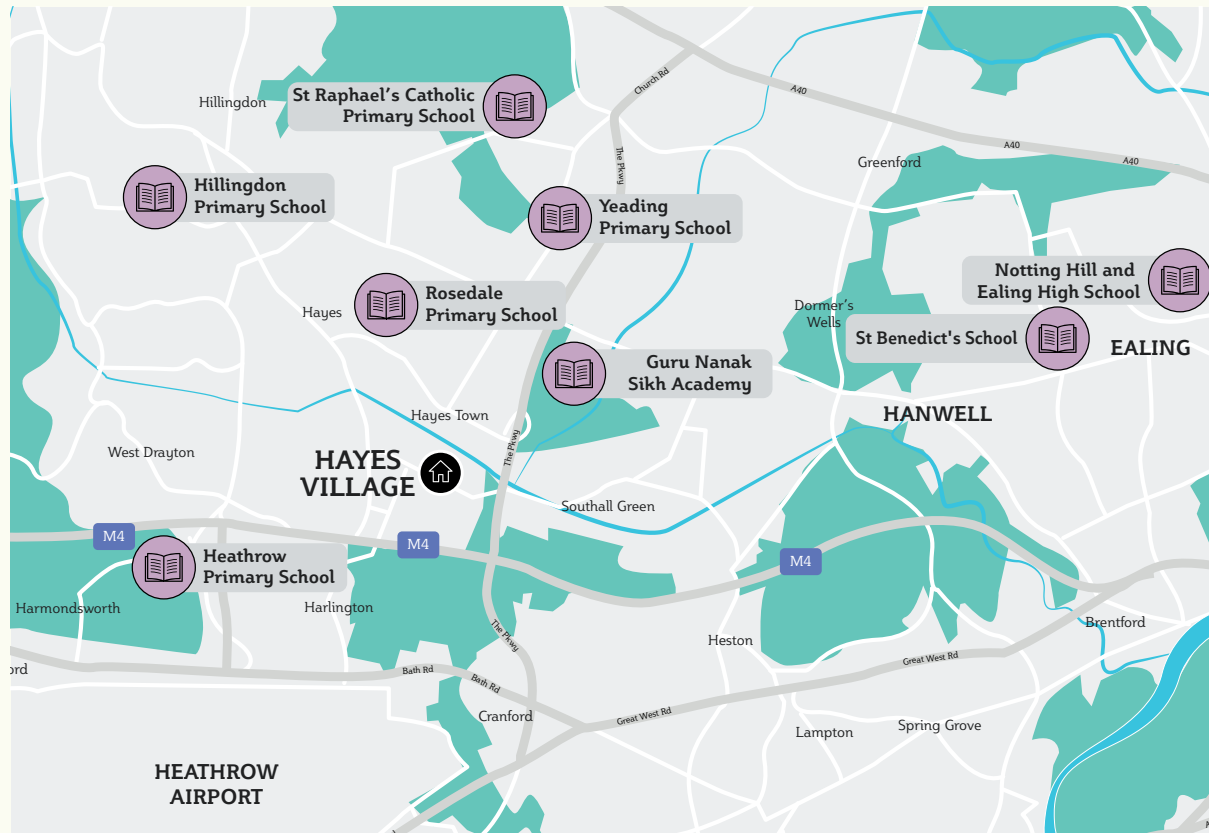 Church Rd
A40
Hillingdon
St Raphael's Catholic
Primary School
The Pkwy
A40
A40
Greenford
Hillingdon
Primary School
Yeading
Primary School
Notting Hill and
Ealing High School
Rosedale
Primary School
Hayes
Dormer's
Wells
St Benedict's School
EALING
Guru Nanak
Sikh Academy
Hayes Town
HANWELL
The Pkwy
West Drayton
HAYES
VILLAGE
Southall Green
M4
M4
M4
Heathrow
Primary School
Harmondsworth
Harlington
The Pkwy
Brentford
Heston
Great West Rd
ord
Bath Rd
Bath Rd
Cranford
Great West Rd
Spring Grove
Lampton
HEATHROW
AIRPORT